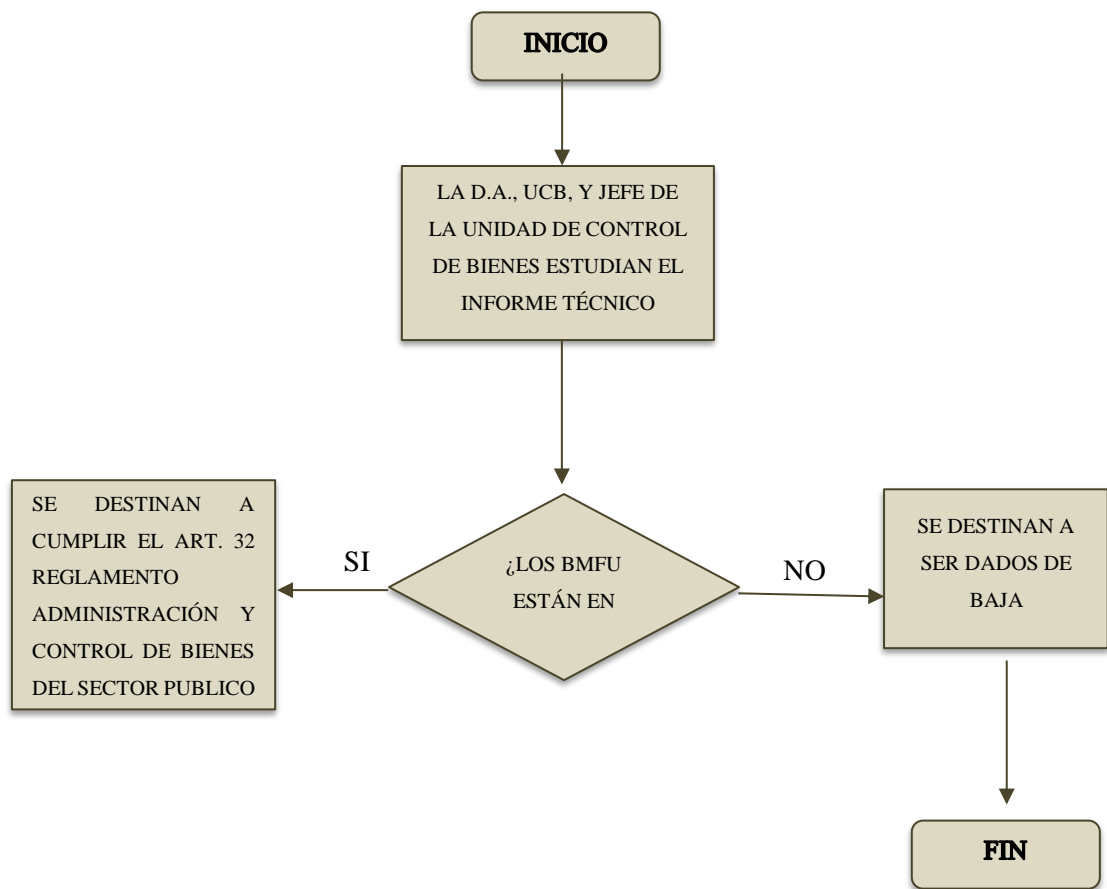 INICIO
LA D.A., UCB, Y JEFE DE
LA UNIDAD DE CONTROL
DE BIENES ESTUDIAN EL
INFORME TÉCNICO
SE DESTINAN A
CUMPLIR EL ART. 32
REGLAMENTO
ADMINISTRACIÓN Y
CONTROL DE BIENES
DEL SECTOR PUBLICO
SI
¿LOS BMFU
ESTÁN EN
NO
SE DESTINAN A
SER DADOS DE
BAJA
FIN